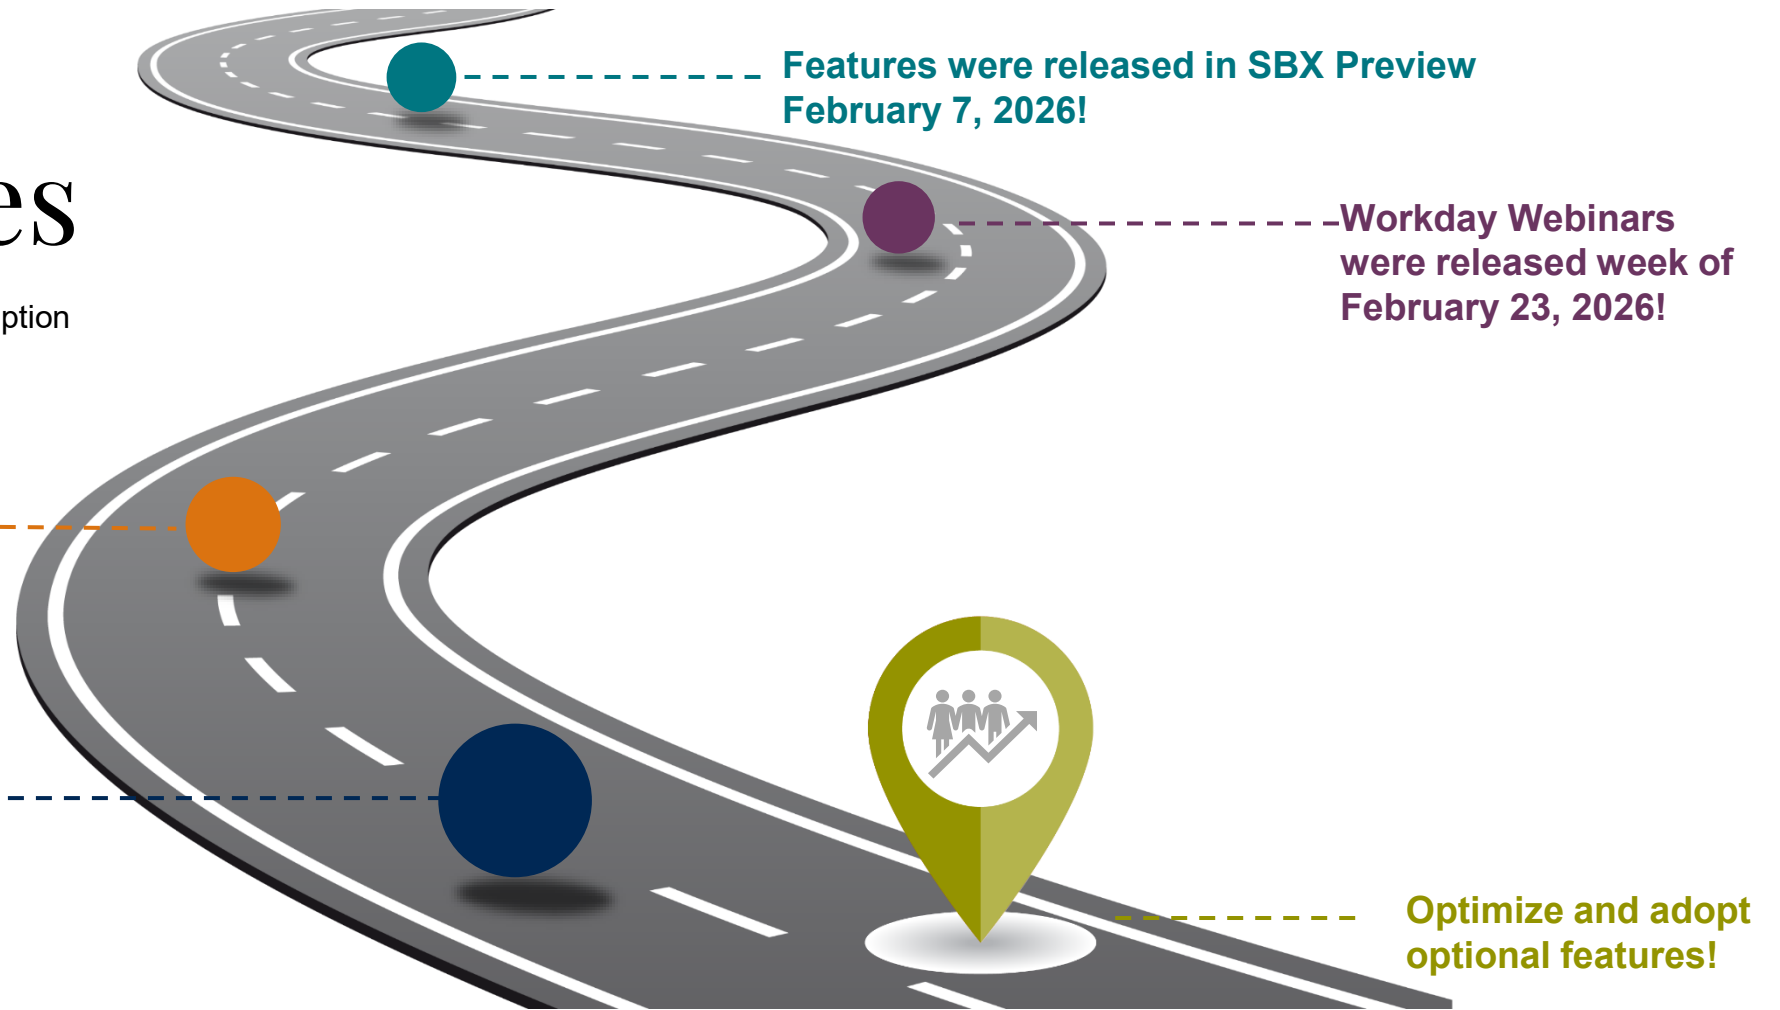 Features were released in SBX Preview
February 7, 2026!
es
Workday Webinars
were released week of
February 23, 2026!
ption
Optimize and adopt
optional features!